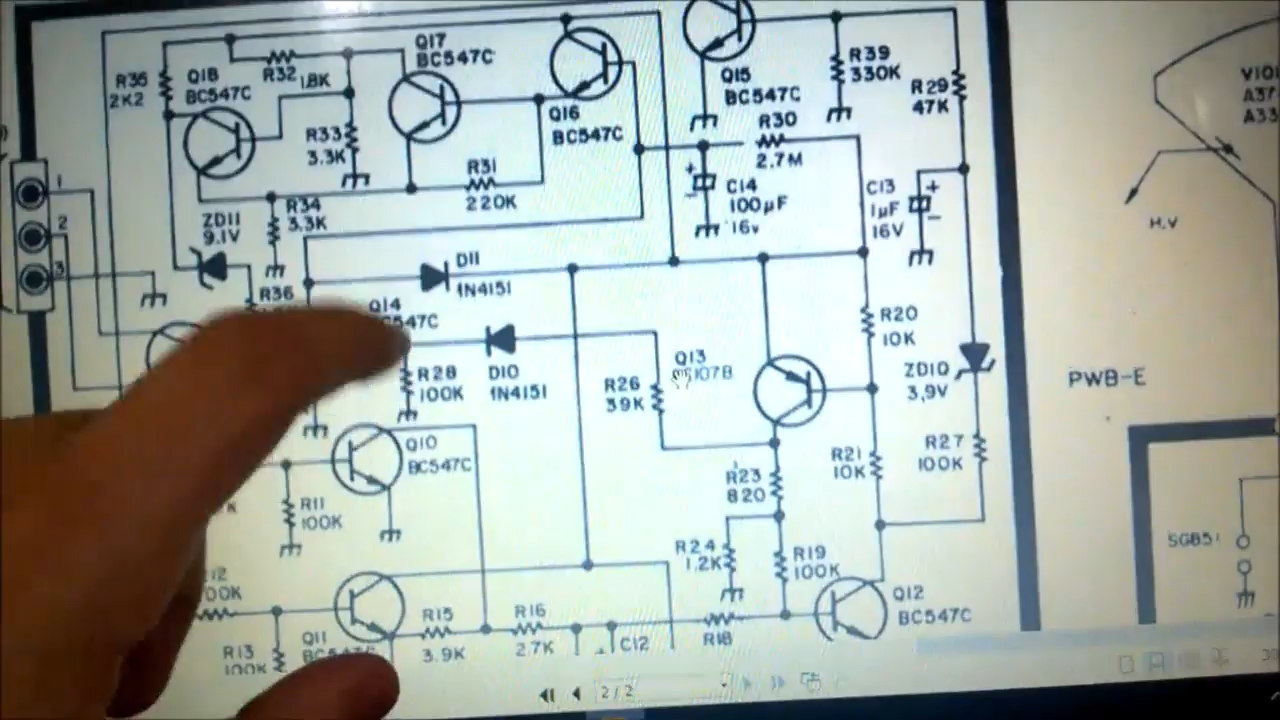 R35
2K2
Q18
BC547C
R32
1.8K
Q17
BC547C
R33
3.3K
Q16
BC547C
R31
220K
Q15
BC547C
R39
330K
R29
47K
R30
2.7M
C14
100µF
16v
C13
1µF
16V
+
-
+
-
1
2
3
ZD11
9.1V
R34
3.3K
R36
D11
1N4151
Q14
547C
R28
100K
D10
1N4151
R26
39K
Q13
107B
R20
10K
ZD10
3,9V
R21
10K
R27
100K
R23
820
R24
1.2K
R19
100K
Q12
BC547C
Q10
BC547C
R11
100K
Q11
BC547C
R13
100K
R15
3.9K
R16
2.7K
C12
R18
H.V
PWB-E
SG851
2 / 2